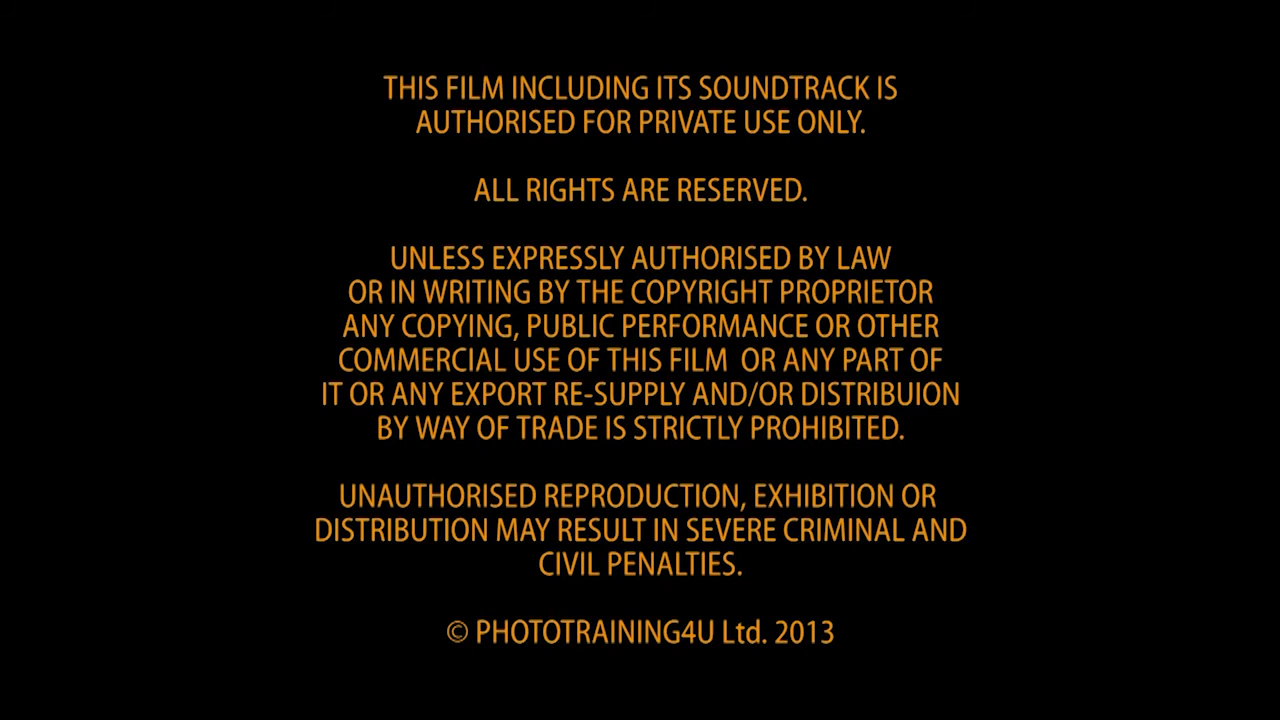 THIS FILM INCLUDING ITS SOUNDTRACK IS
AUTHORISED FOR PRIVATE USE ONLY.
ALL RIGHTS ARE RESERVED.
UNLESS EXPRESSLY AUTHORISED BY LAW
OR IN WRITING BY THE COPYRIGHT PROPRIETOR
ANY COPYING, PUBLIC PERFORMANCE OR OTHER
COMMERCIAL USE OF THIS FILM  OR ANY PART OF
IT OR ANY EXPORT RE-SUPPLY AND/OR DISTRIBUION
BY WAY OF TRADE IS STRICTLY PROHIBITED.
UNAUTHORISED REPRODUCTION, EXHIBITION OR
DISTRIBUTION MAY RESULT IN SEVERE CRIMINAL AND
CIVIL PENALTIES.
© PHOTOTRAINING4U Ltd. 2013